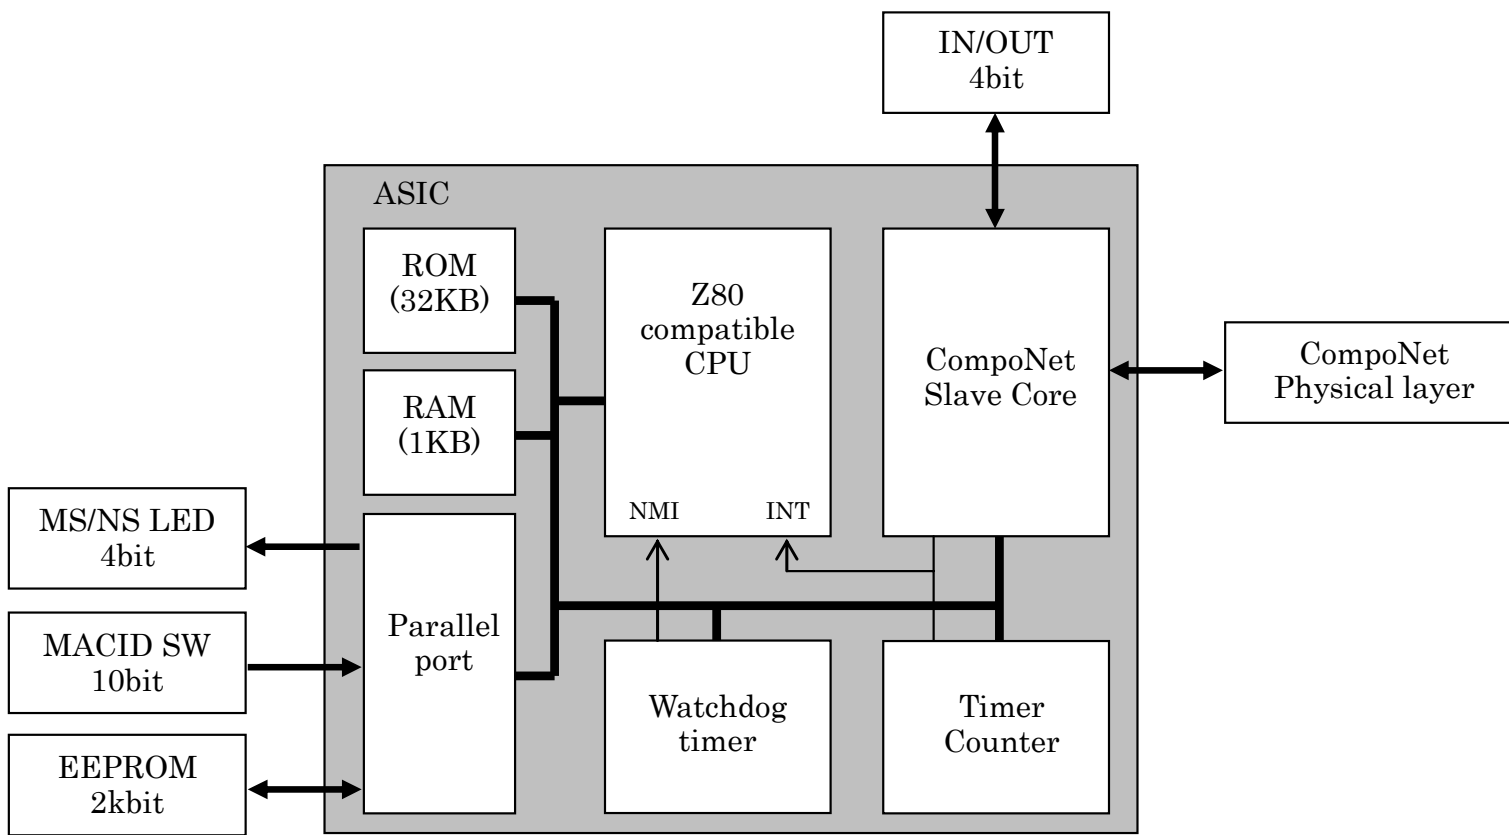 IN/OUT
4bit
ASIC
ROM
(32KB)
Z80
compatible
CPU
CompoNet
Slave Core
CompoNet
Physical layer
RAM
(1KB)
NMI
INT
MS/NS LED
4bit
MACID SW
10bit
Parallel
port
Watchdog
timer
Timer
Counter
EEPROM
2kbit